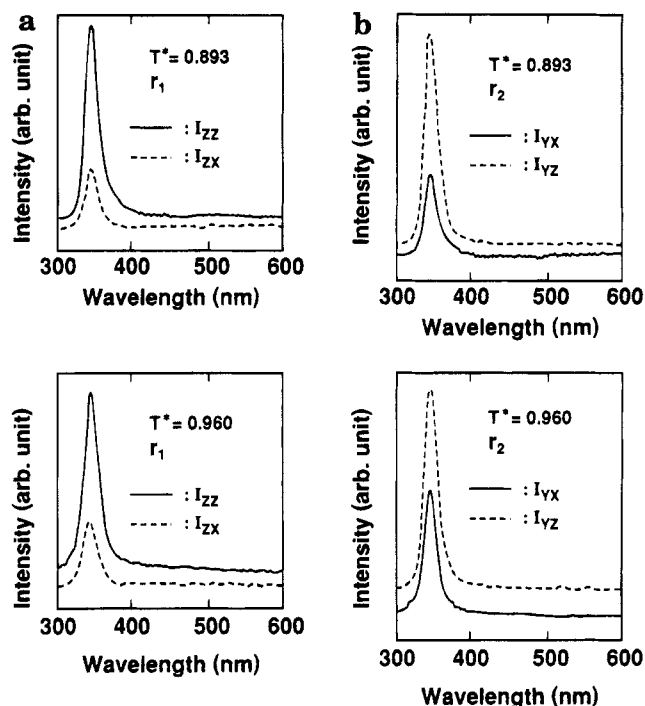 a
Intensity (arb. unit)
T* = 0.893
r1
: IZZ
: IZX
300 400 500 600
Wavelength (nm)
b
Intensity (arb. unit)
T* = 0.893
r2
: IYX
: IYZ
300 400 500 600
Wavelength (nm)
Intensity (arb. unit)
T* = 0.960
r1
: IZZ
: IZX
300 400 500 600
Wavelength (nm)
Intensity (arb. unit)
T* = 0.960
r2
: IYX
: IYZ
300 400 500 600
Wavelength (nm)